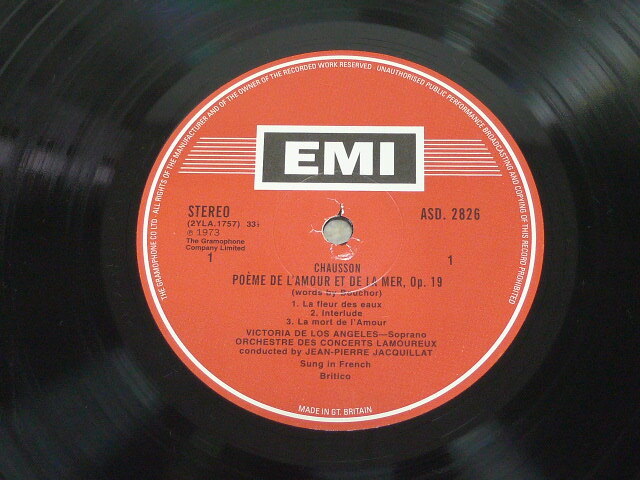 THE GRAMOPHONE CO LTD · ALL RIGHTS OF THE MANUFACTURER AND OF THE OWNER OF THE RECORDED WORK RESERVED · UNAUTHORISED PUBLIC PERFORMANCE BROADCASTING AND COPYING OF THIS RECORD PROHIBITED
EMI
STEREO
(2YLA.1757) 33⅓
ⓟ 1973
The Gramophone
Company Limited
1
ASD. 2826
1
CHAUSSON
POÈME DE L'AMOUR ET DE LA MER, Op. 19
(words by Bouchor)
1. La fleur des eaux
2. Interlude
3. La mort de l'Amour
VICTORIA DE LOS ANGELES—Soprano
ORCHESTRE DES CONCERTS LAMOUREUX
conducted by JEAN-PIERRE JACQUILLAT
Sung in French
Britico
MADE IN GT. BRITAIN